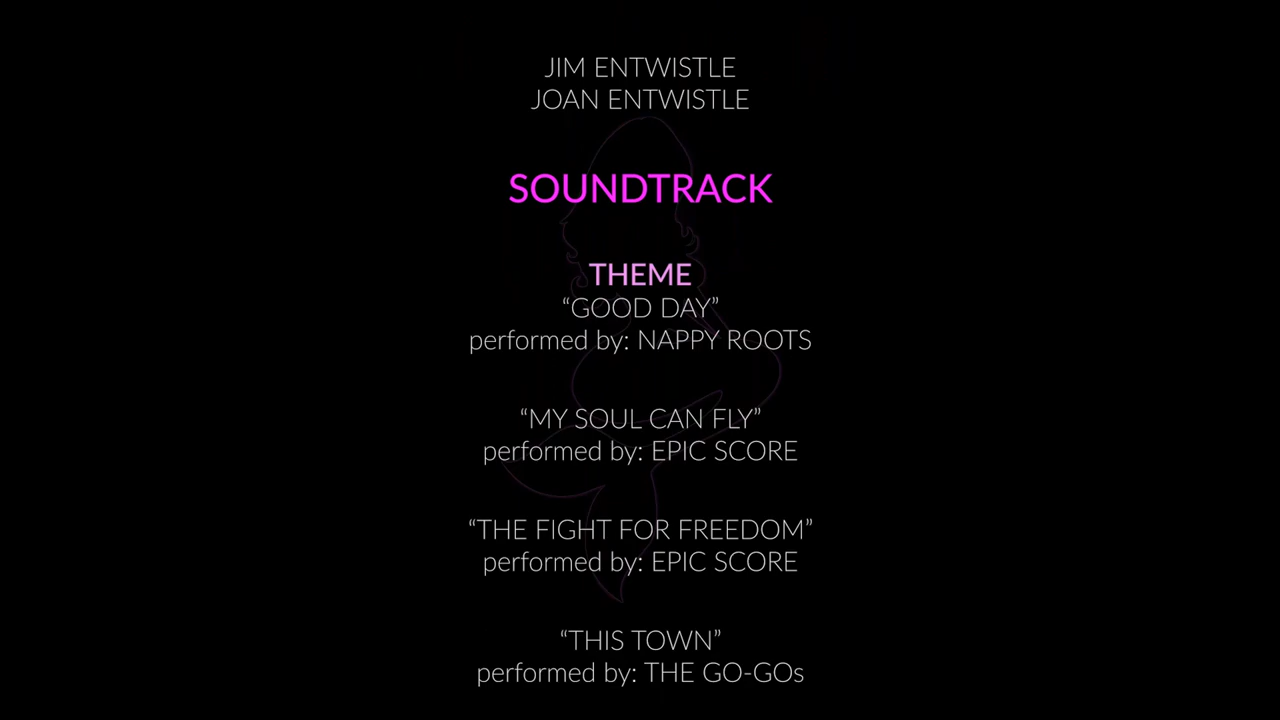 JIM ENTWISTLE
JOAN ENTWISTLE
SOUNDTRACK
THEME
“GOOD DAY”
performed by: NAPPY ROOTS
“MY SOUL CAN FLY”
performed by: EPIC SCORE
“THE FIGHT FOR FREEDOM”
performed by: EPIC SCORE
“THIS TOWN”
performed by: THE GO-GOs